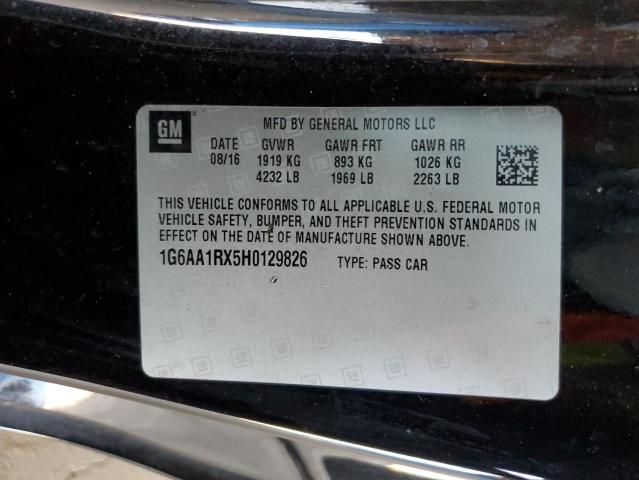 GM
MFD BY GENERAL MOTORS LLC
DATE GVWR GAWR FRT GAWR RR
08/16 1919 KG 893 KG 1026 KG
4232 LB 1969 LB 2263 LB
THIS VEHICLE CONFORMS TO ALL APPLICABLE U.S. FEDERAL MOTOR
VEHICLE SAFETY, BUMPER, AND THEFT PREVENTION STANDARDS IN
EFFECT ON THE DATE OF MANUFACTURE SHOWN ABOVE.
1G6AA1RX5H0129826 TYPE: PASS CAR